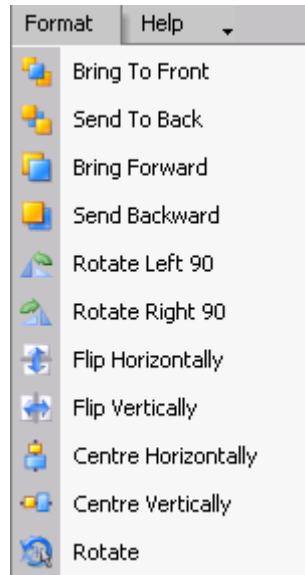 Format Help
Bring To Front
Send To Back
Bring Forward
Send Backward
Rotate Left 90
Rotate Right 90
Flip Horizontally
Flip Vertically
Centre Horizontally
Centre Vertically
Rotate